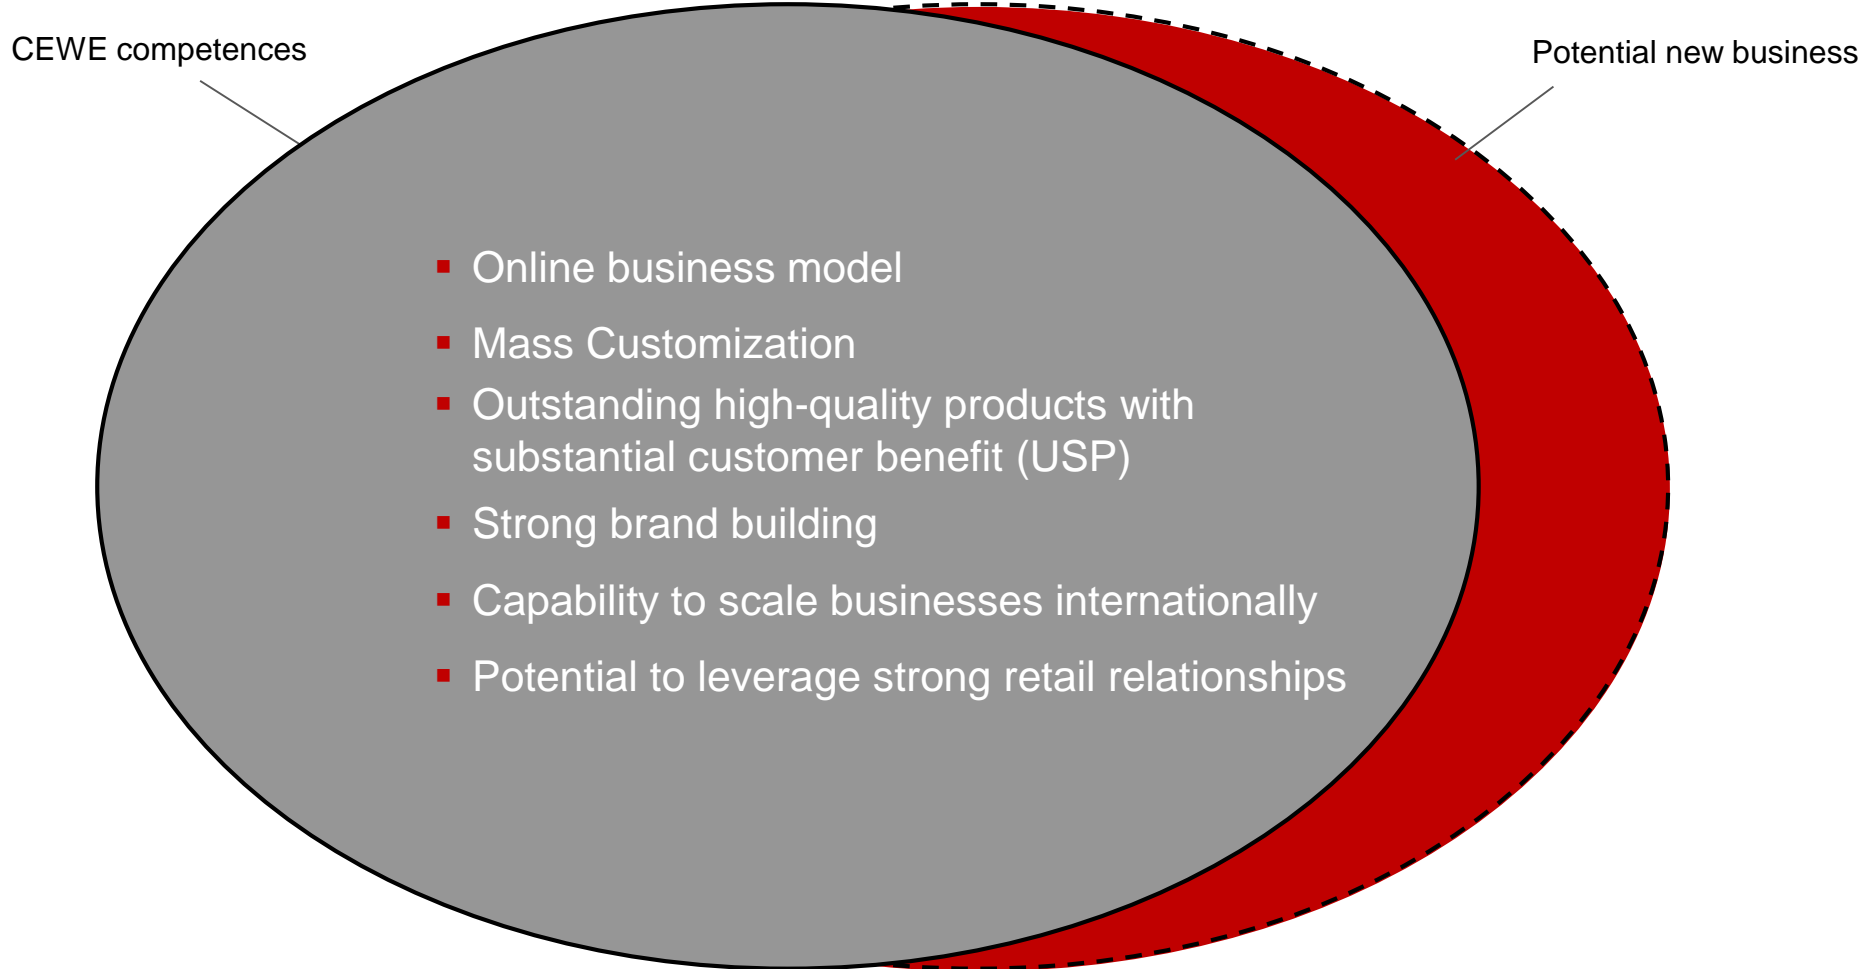 CEWE competences
Potential new business
▪ Online business model
▪ Mass Customization
▪ Outstanding high-quality products with
substantial customer benefit (USP)
▪ Strong brand building
▪ Capability to scale businesses internationally
▪ Potential to leverage strong retail relationships